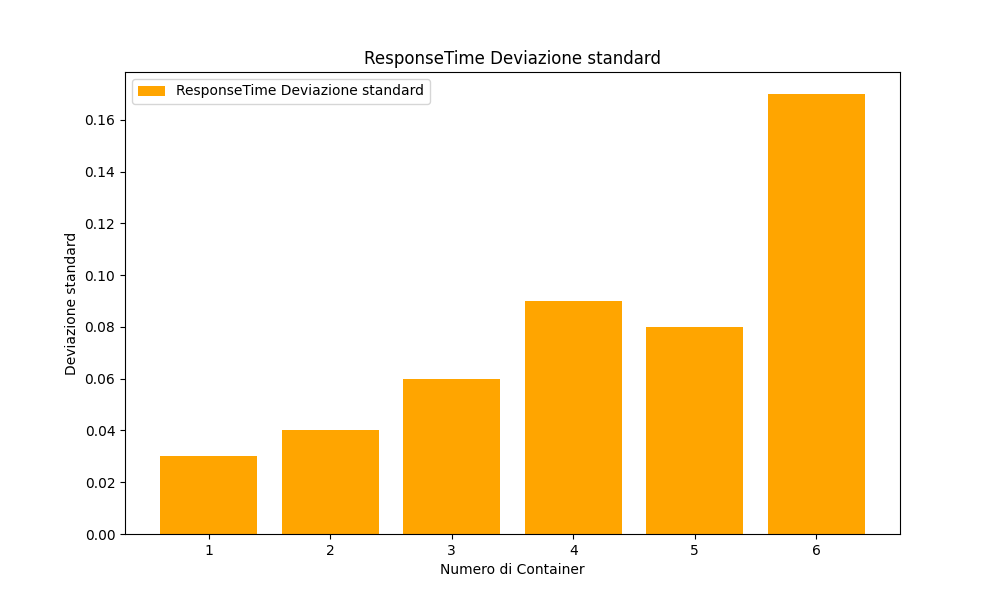 ResponseTime Deviazione standard
ResponseTime Deviazione standard
0.16
0.14
0.12
0.10
0.08
0.06
0.04
0.02
0.00
Deviazione standard
1 2 3 4 5 6
Numero di Container